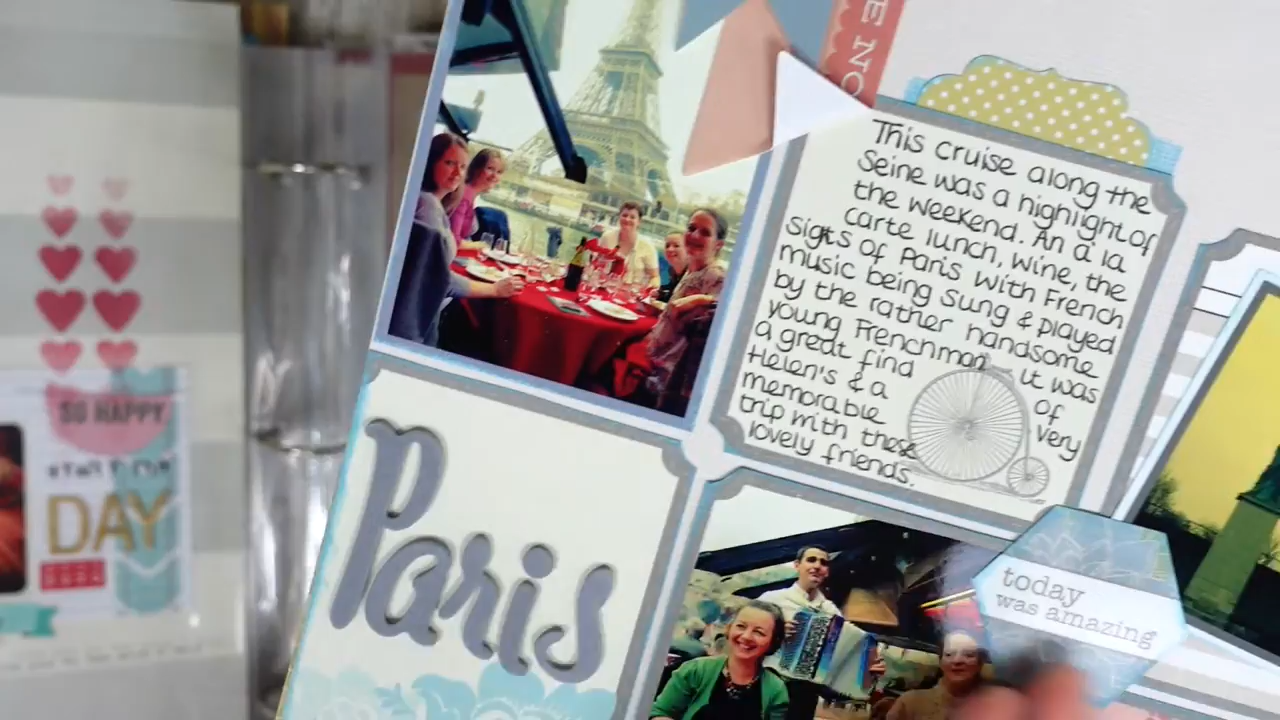 E NO
This cruise along the
Seine was a highlight of
the weekend. An a la
carte lunch, wine, the
sights of Paris with French
music being sung & played
by the rather handsome
young Frenchman it was
a great find of
Helen's & a very
memorable
trip with these
lovely friends.
Paris
today
was amazing
SO HAPPY
DAY